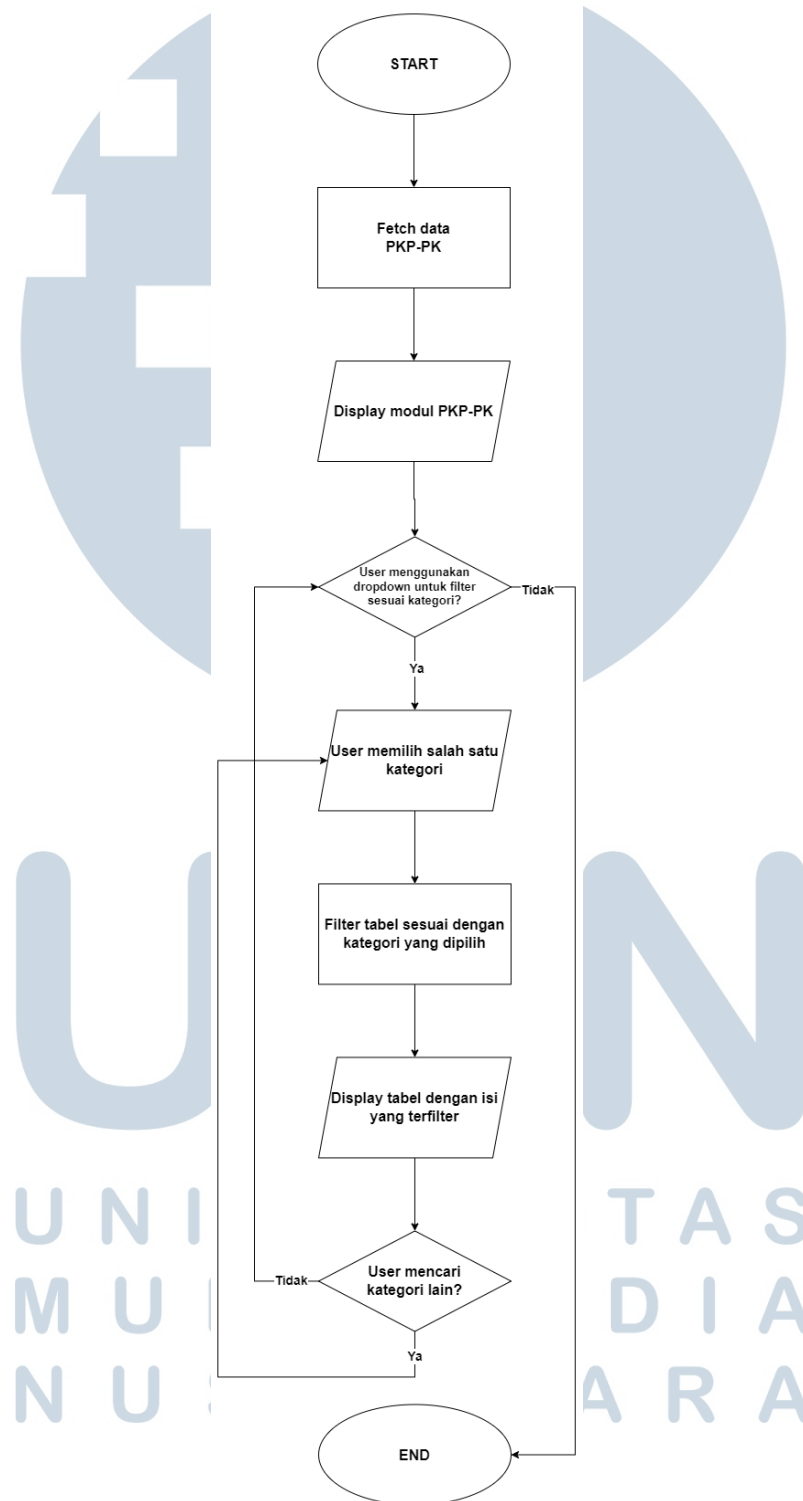 START
Fetch data
PKP-PK
Display modul PKP-PK
User menggunakan
dropdown untuk filter
sesuai kategori?
Tidak
Ya
User memilih salah satu
kategori
Filter tabel sesuai dengan
kategori yang dipilih
Display tabel dengan isi
yang terfilter
User mencari
kategori lain?
Tidak
Ya
END
U N
U N I T A S
M U D I A
N U A R A